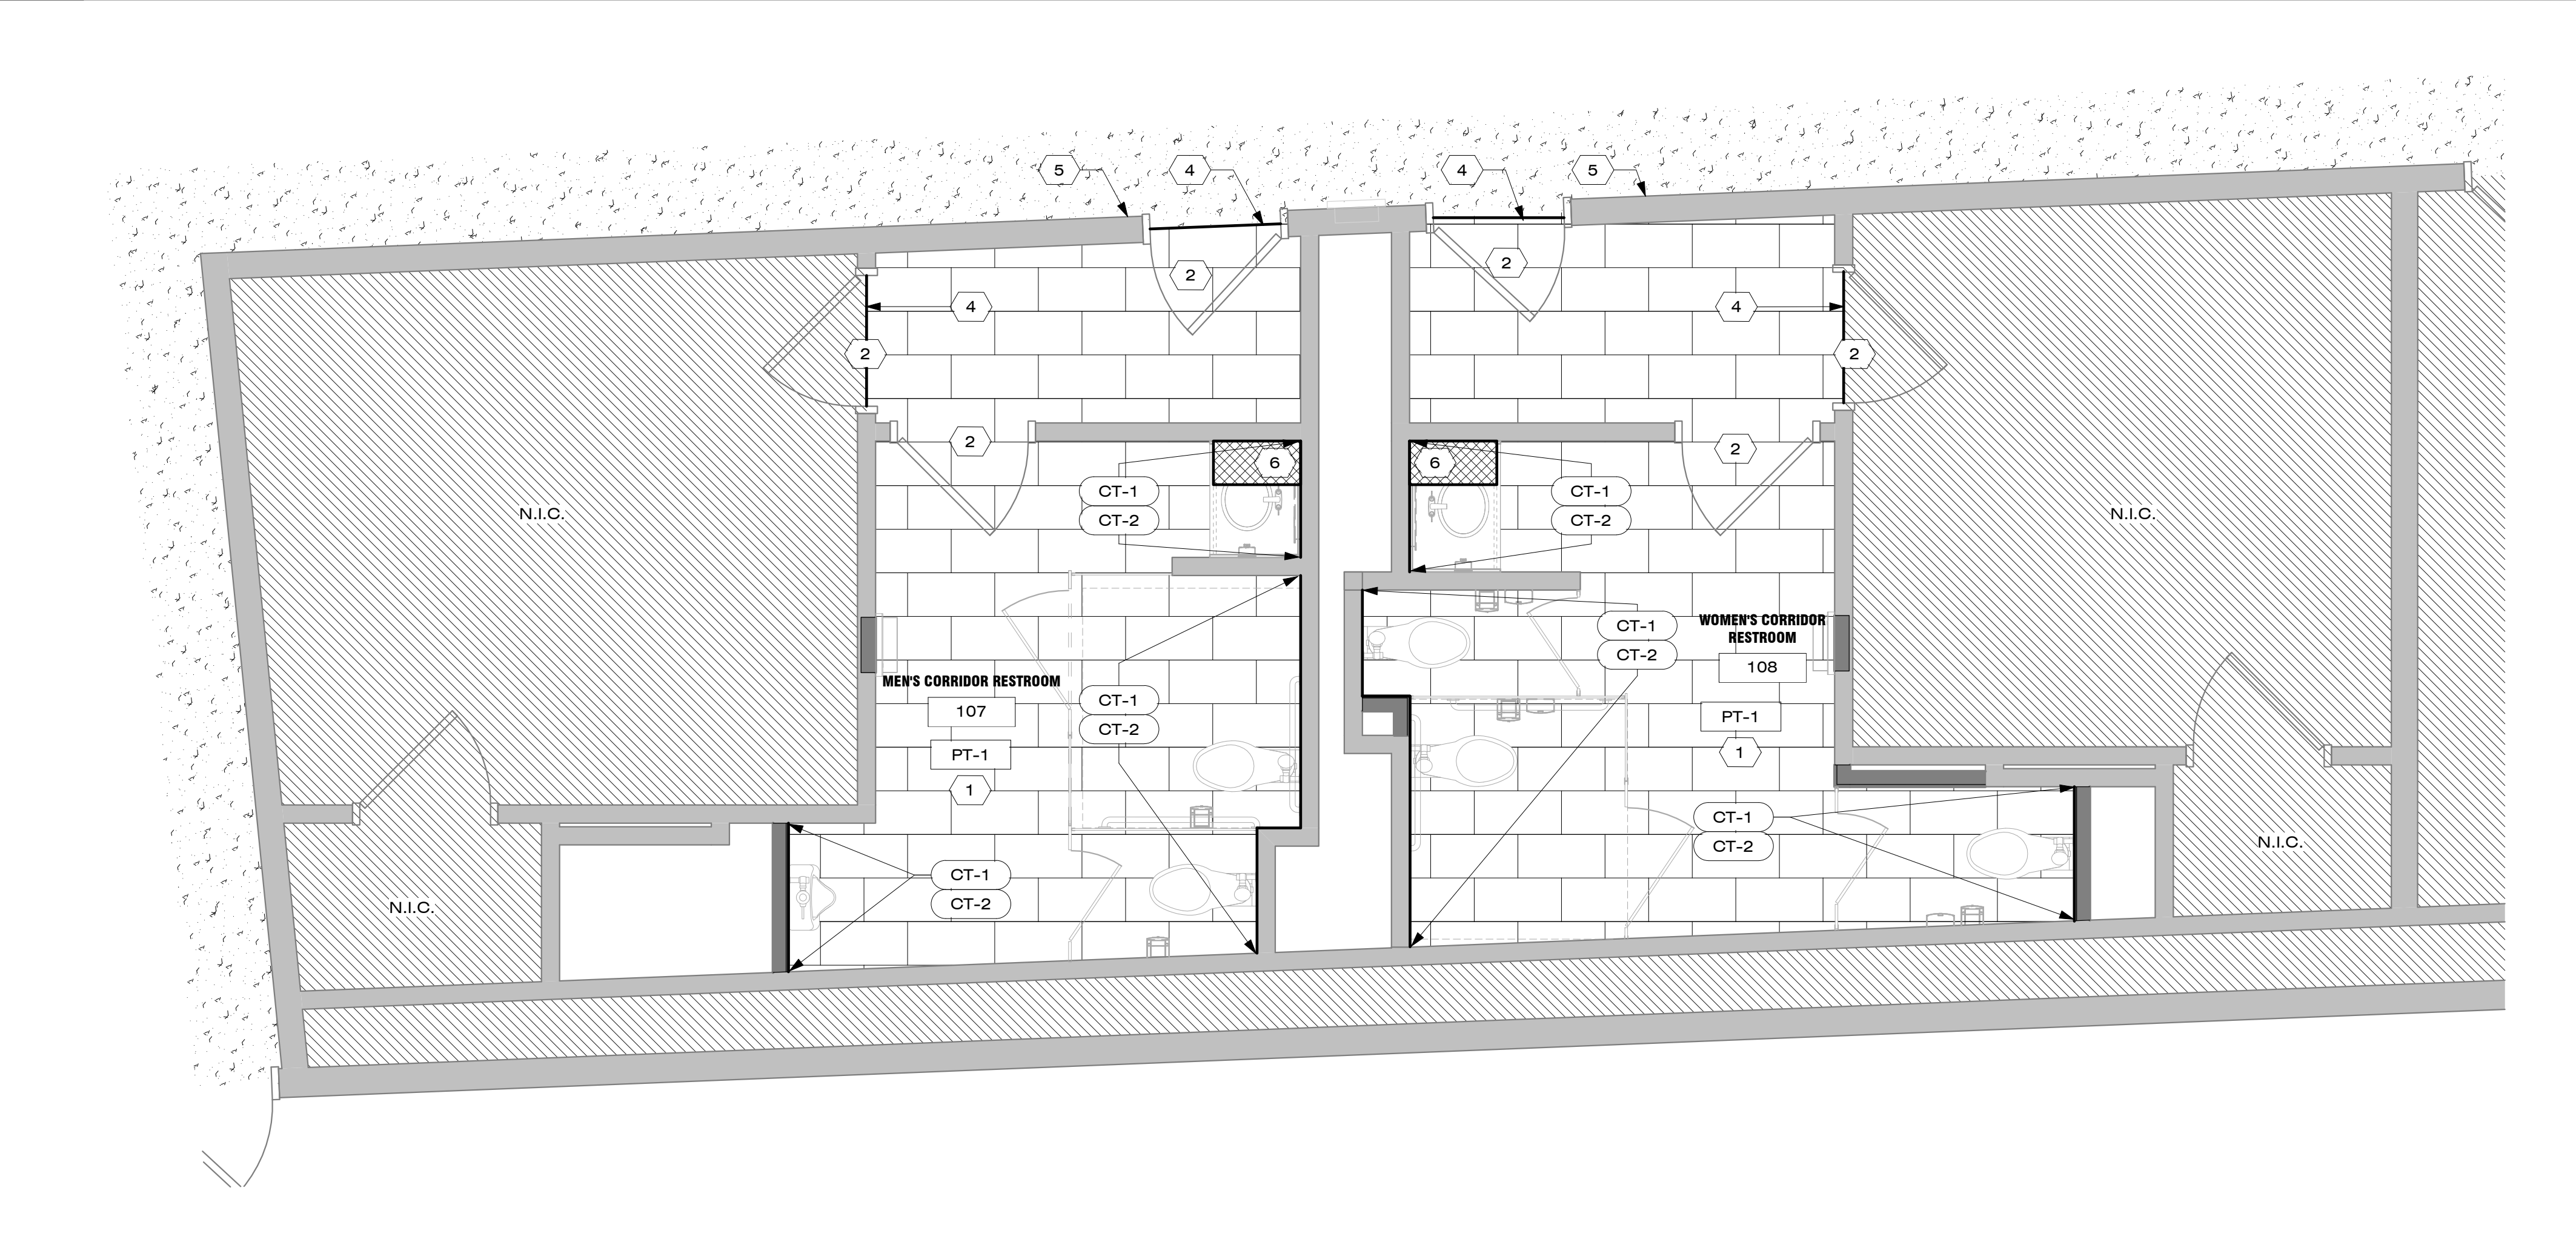 5
4
4
5
2
2
4
4
2
2
2
2
6
6
CT-1
CT-2
CT-1
CT-2
N.I.C.
N.I.C.
WOMEN'S CORRIDOR
RESTROOM
108
PT-1
1
CT-1
CT-2
MEN'S CORRIDOR RESTROOM
107
PT-1
1
CT-1
CT-2
CT-1
CT-2
CT-1
CT-2
N.I.C.
N.I.C.